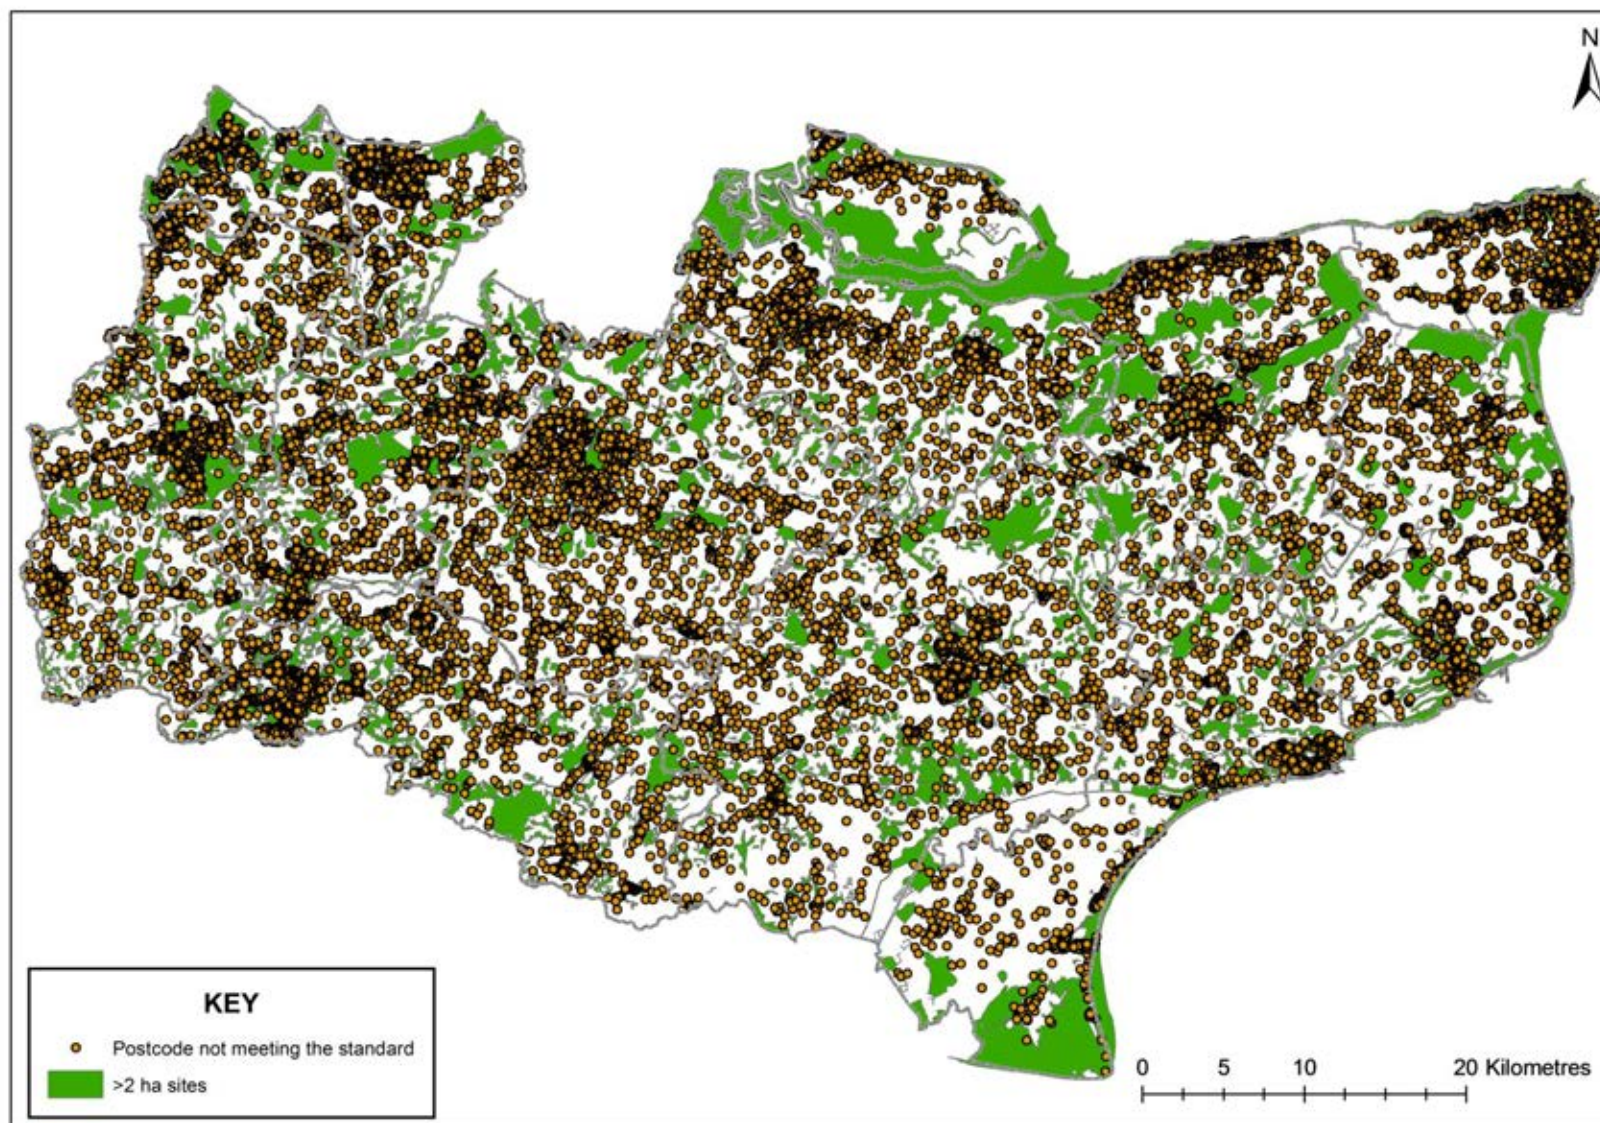 N
KEY
Postcode not meeting the standard
>2 ha sites
0 5 10 20 Kilometres